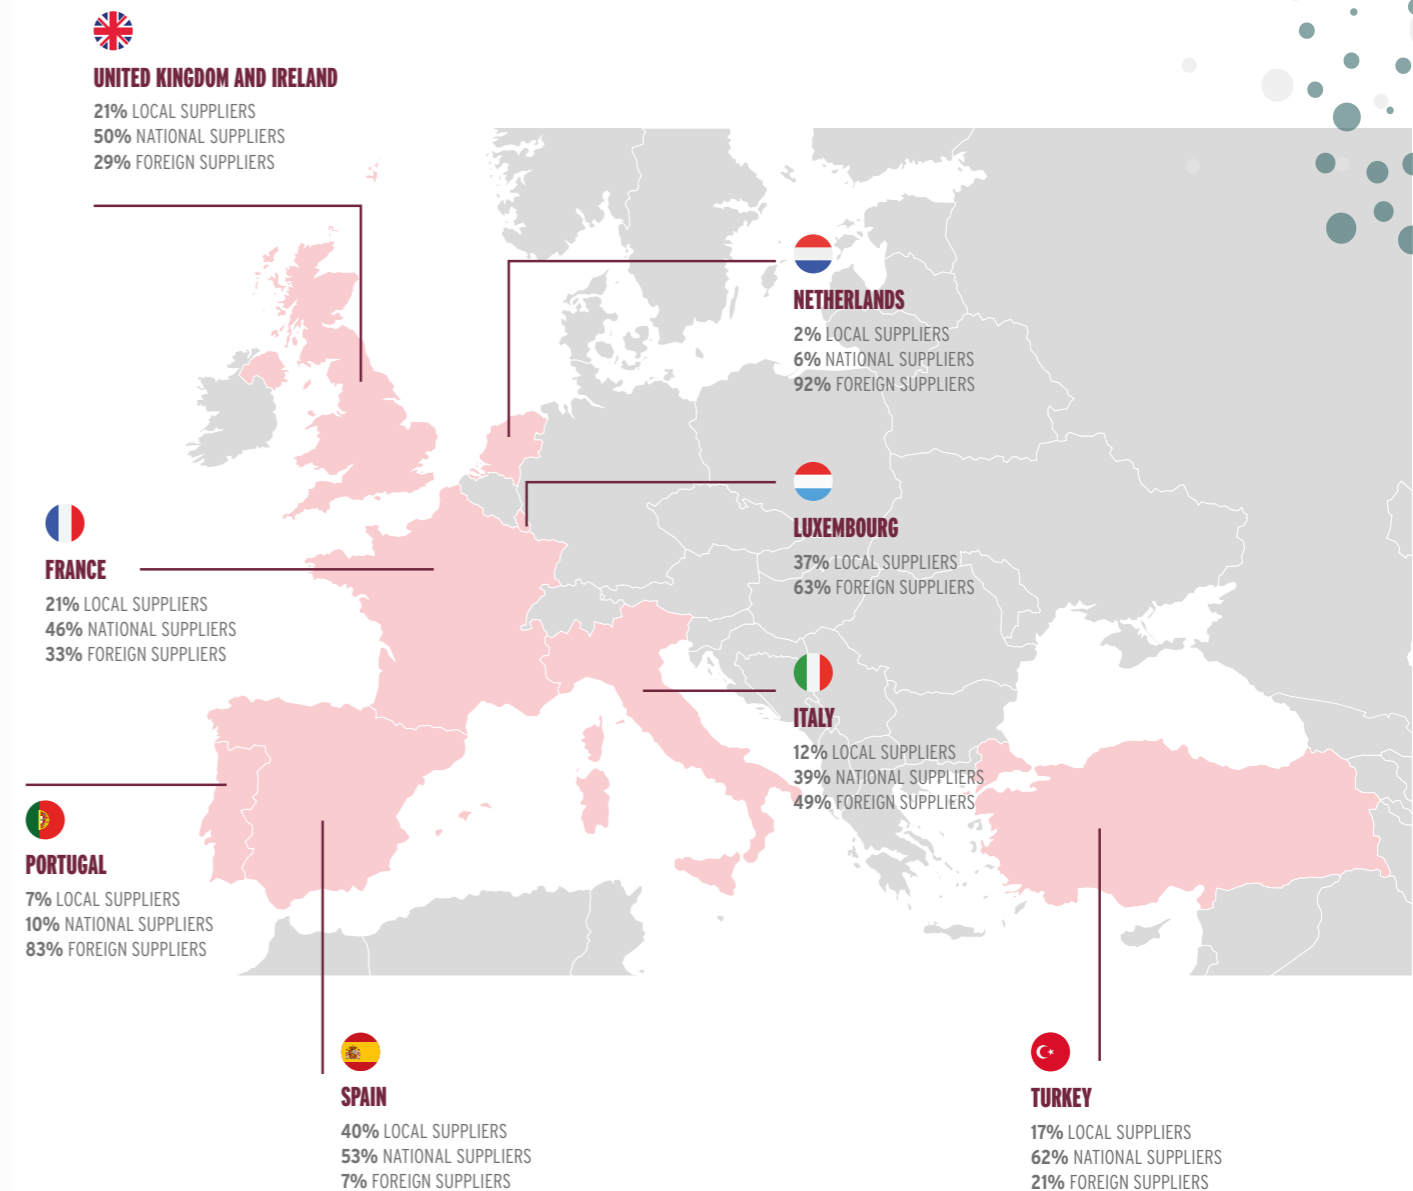 UNITED KINGDOM AND IRELAND
21% LOCAL SUPPLIERS
50% NATIONAL SUPPLIERS
29% FOREIGN SUPPLIERS
NETHERLANDS
2% LOCAL SUPPLIERS
6% NATIONAL SUPPLIERS
92% FOREIGN SUPPLIERS
LUXEMBOURG
37% LOCAL SUPPLIERS
63% FOREIGN SUPPLIERS
FRANCE
21% LOCAL SUPPLIERS
46% NATIONAL SUPPLIERS
33% FOREIGN SUPPLIERS
ITALY
12% LOCAL SUPPLIERS
39% NATIONAL SUPPLIERS
49% FOREIGN SUPPLIERS
PORTUGAL
7% LOCAL SUPPLIERS
10% NATIONAL SUPPLIERS
83% FOREIGN SUPPLIERS
SPAIN
40% LOCAL SUPPLIERS
53% NATIONAL SUPPLIERS
7% FOREIGN SUPPLIERS
TURKEY
17% LOCAL SUPPLIERS
62% NATIONAL SUPPLIERS
21% FOREIGN SUPPLIERS